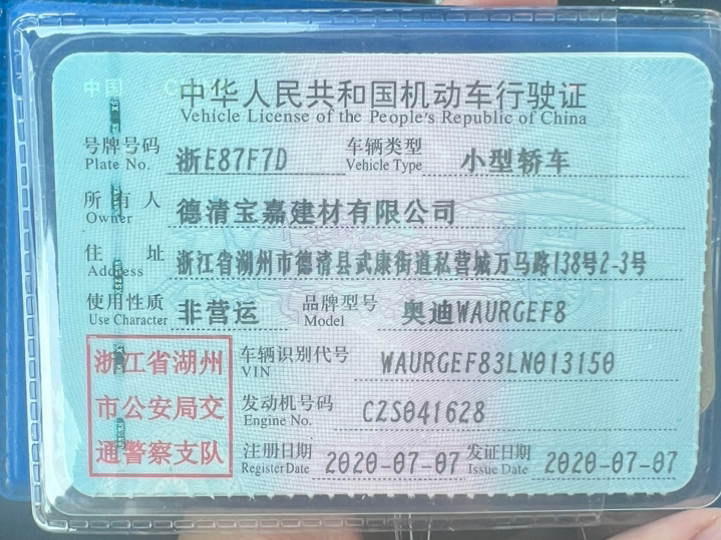 中国 CHINA
中华人民共和国机动车行驶证
Vehicle License of the People's Republic of China
号牌号码 浙E87F7D 车辆类型 小型轿车
Plate No. Vehicle Type
所有人 德清宝嘉建材有限公司
Owner
住址 浙江省湖州市德清县武康街道私营城万马路138号2-3号
Address
使用性质 非营运 品牌型号 奥迪WAURGEF8
Use Character Model
浙江省湖州 车辆识别代号 WAURGEF83LN013150
VIN
市公安局交 发动机号码 CZS041628
Engine No.
通警察支队 注册日期 2020-07-07 发证日期 2020-07-07
Register Date Issue Date